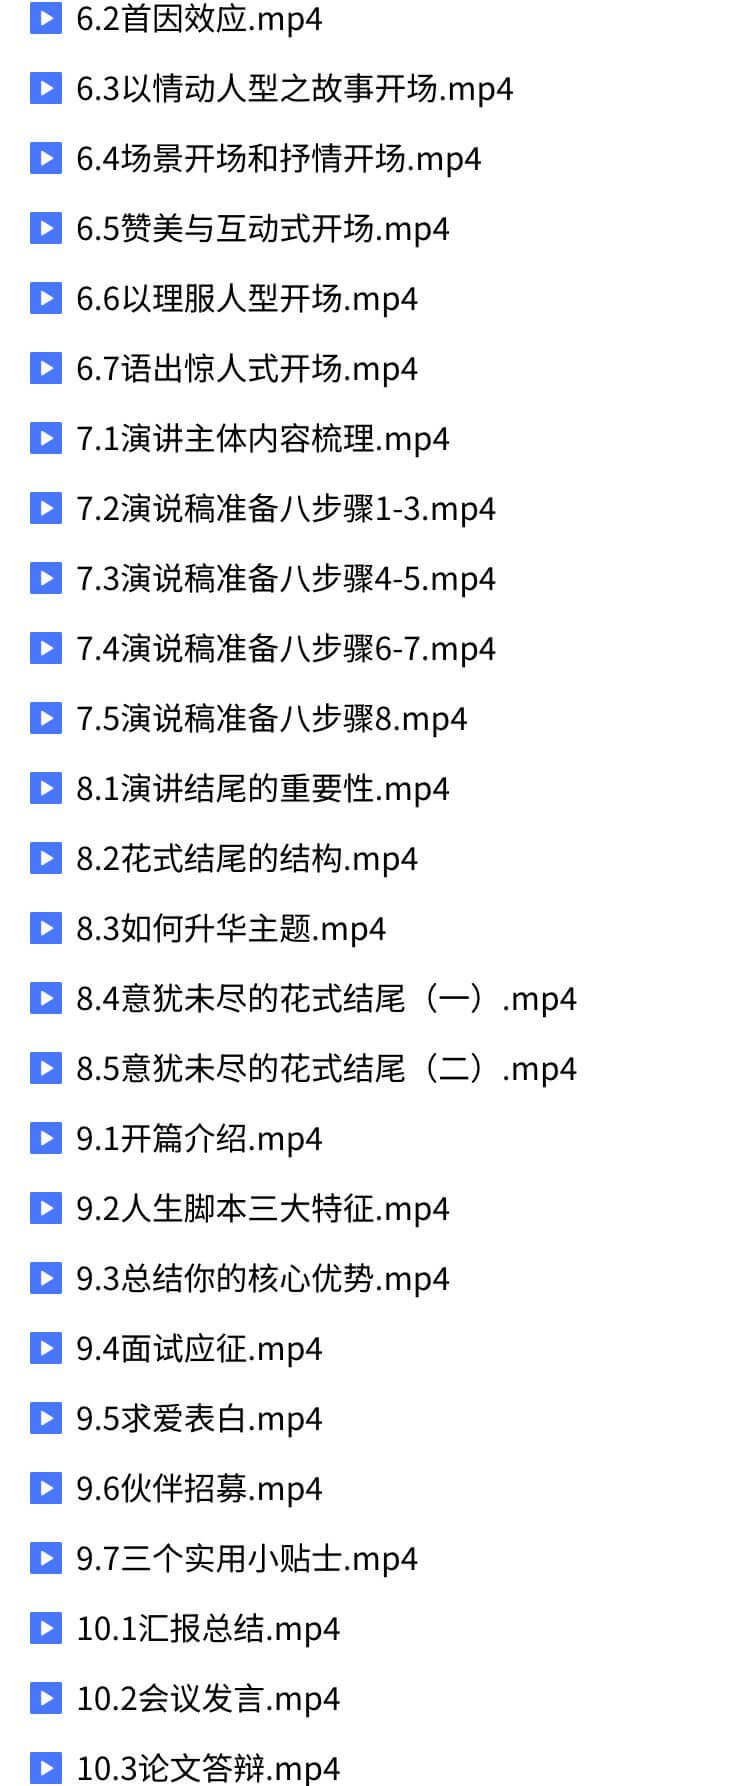 6.2首因效应.mp4
6.3以情动人型之故事开场.mp4
6.4场景开场和抒情开场.mp4
6.5赞美与互动式开场.mp4
6.6以理服人型开场.mp4
6.7语出惊人式开场.mp4
7.1演讲主体内容梳理.mp4
7.2演说稿准备八步骤1-3.mp4
7.3演说稿准备八步骤4-5.mp4
7.4演说稿准备八步骤6-7.mp4
7.5演说稿准备八步骤8.mp4
8.1演讲结尾的重要性.mp4
8.2花式结尾的结构.mp4
8.3如何升华主题.mp4
8.4意犹未尽的花式结尾（一）.mp4
8.5意犹未尽的花式结尾（二）.mp4
9.1开篇介绍.mp4
9.2人生脚本三大特征.mp4
9.3总结你的核心优势.mp4
9.4面试应征.mp4
9.5求爱表白.mp4
9.6伙伴招募.mp4
9.7三个实用小贴士.mp4
10.1汇报总结.mp4
10.2会议发言.mp4
10.3论文答辩.mp4